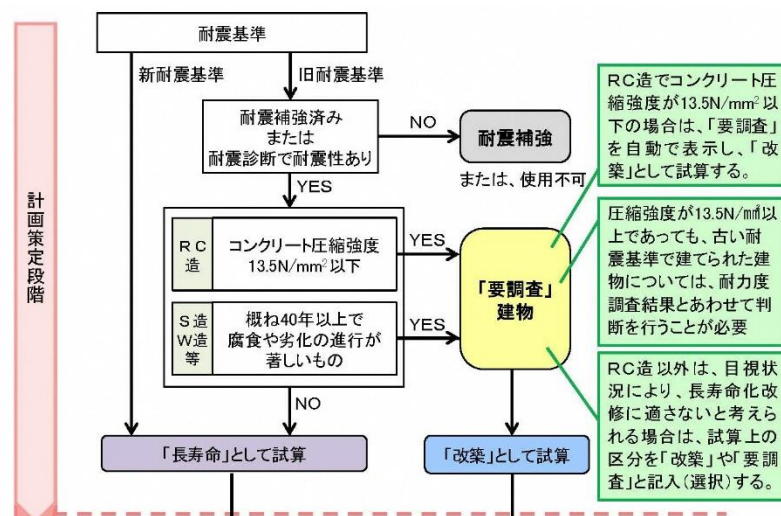 耐震基準
新耐震基準
旧耐震基準
耐震補強済み
または
耐震診断で耐震性あり
NO
耐震補強
または、使用不可
YES
計画策定段階
RC
造
コンクリート圧縮強度
13.5N/mm²以下
YES
S造
W造
等
概ね40年以上で
腐食や劣化の進行が
著しいもの
YES
「要調査」
建物
NO
「長寿命」として試算
「改築」として試算
RC造でコンクリート圧
縮強度が13.5N/mm²以
下の場合は、「要調査」
を自動で表示し、「改
築」として試算する。
圧縮強度が13.5N/㎟以
上であっても、古い耐
震基準で建てられた建
物については、耐力度
調査結果とあわせて判
断を行うことが必要
RC造以外は、目視状
況により、長寿命化改
修に適さないと考えら
れる場合は、試算上の
区分を「改築」や「要調
査」と記入(選択)する。